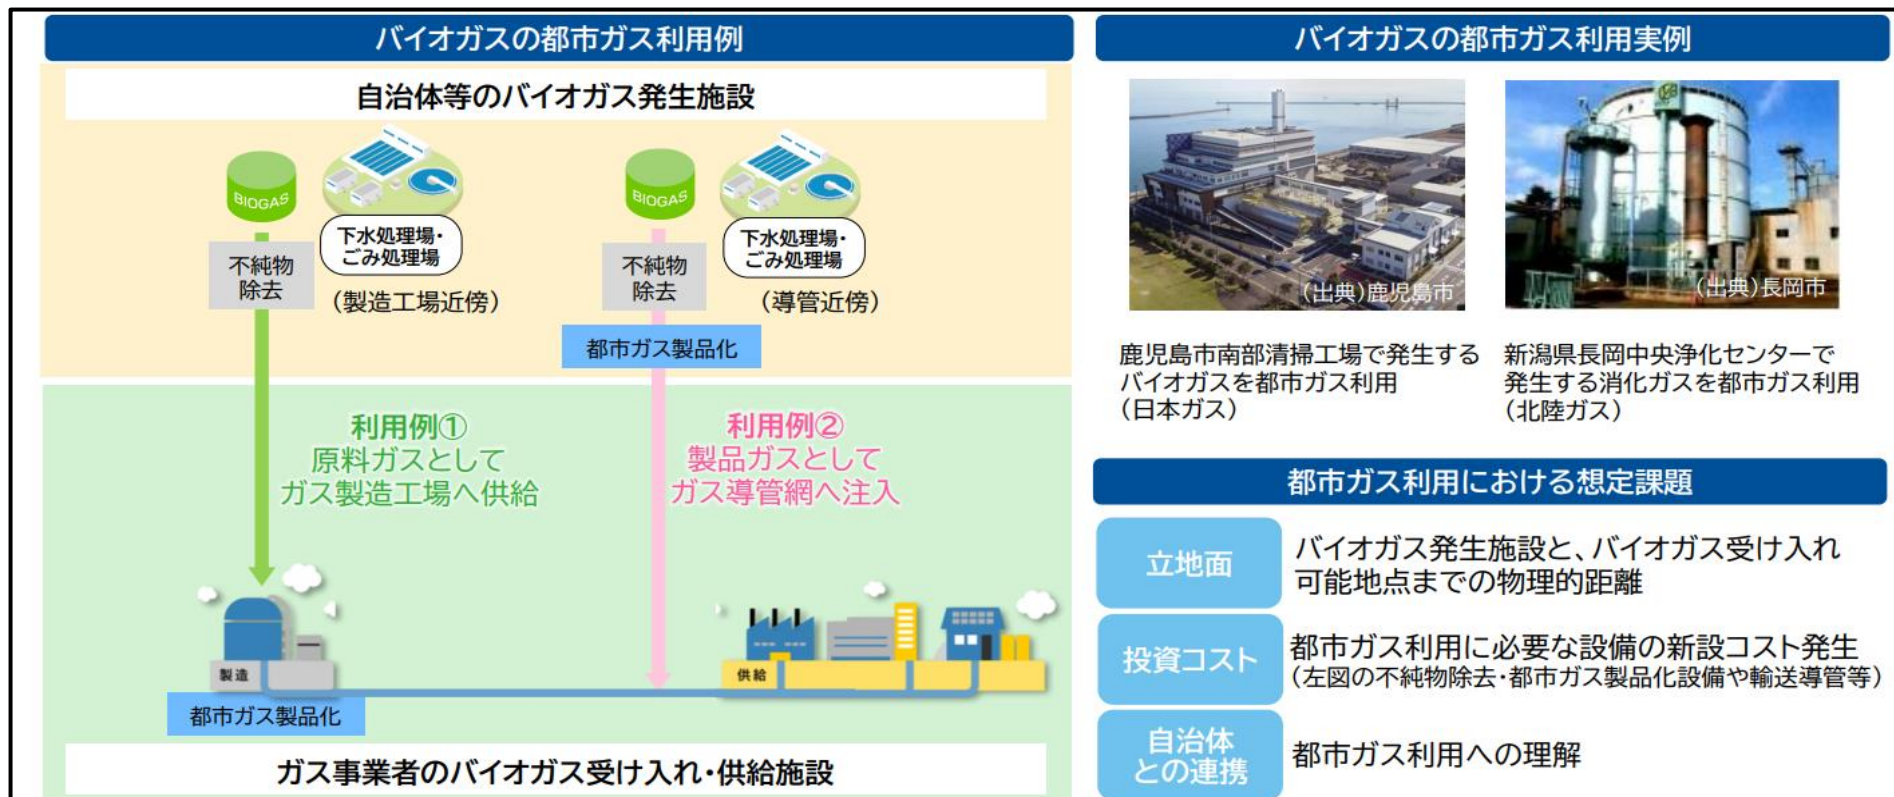 バイオガスの都市ガス利用例
自治体等のバイオガス発生施設
BIOGAS
下水処理場・
ごみ処理場
不純物
除去
(製造工場近傍)
BIOGAS
下水処理場・
ごみ処理場
不純物
除去
(導管近傍)
都市ガス製品化
利用例①
原料ガスとして
ガス製造工場へ供給
利用例②
製品ガスとして
ガス導管網へ注入
製造
供給
都市ガス製品化
ガス事業者のバイオガス受け入れ・供給施設
バイオガスの都市ガス利用実例
(出典)鹿児島市
(出典)長岡市
鹿児島市南部清掃工場で発生する
バイオガスを都市ガス利用
(日本ガス)
新潟県長岡中央浄化センターで
発生する消化ガスを都市ガス利用
(北陸ガス)
都市ガス利用における想定課題
立地面
バイオガス発生施設と、バイオガス受け入れ
可能地点までの物理的距離
投資コスト
都市ガス利用に必要な設備の新設コスト発生
(左図の不純物除去・都市ガス製品化設備や輸送導管等)
自治体
との連携
都市ガス利用への理解